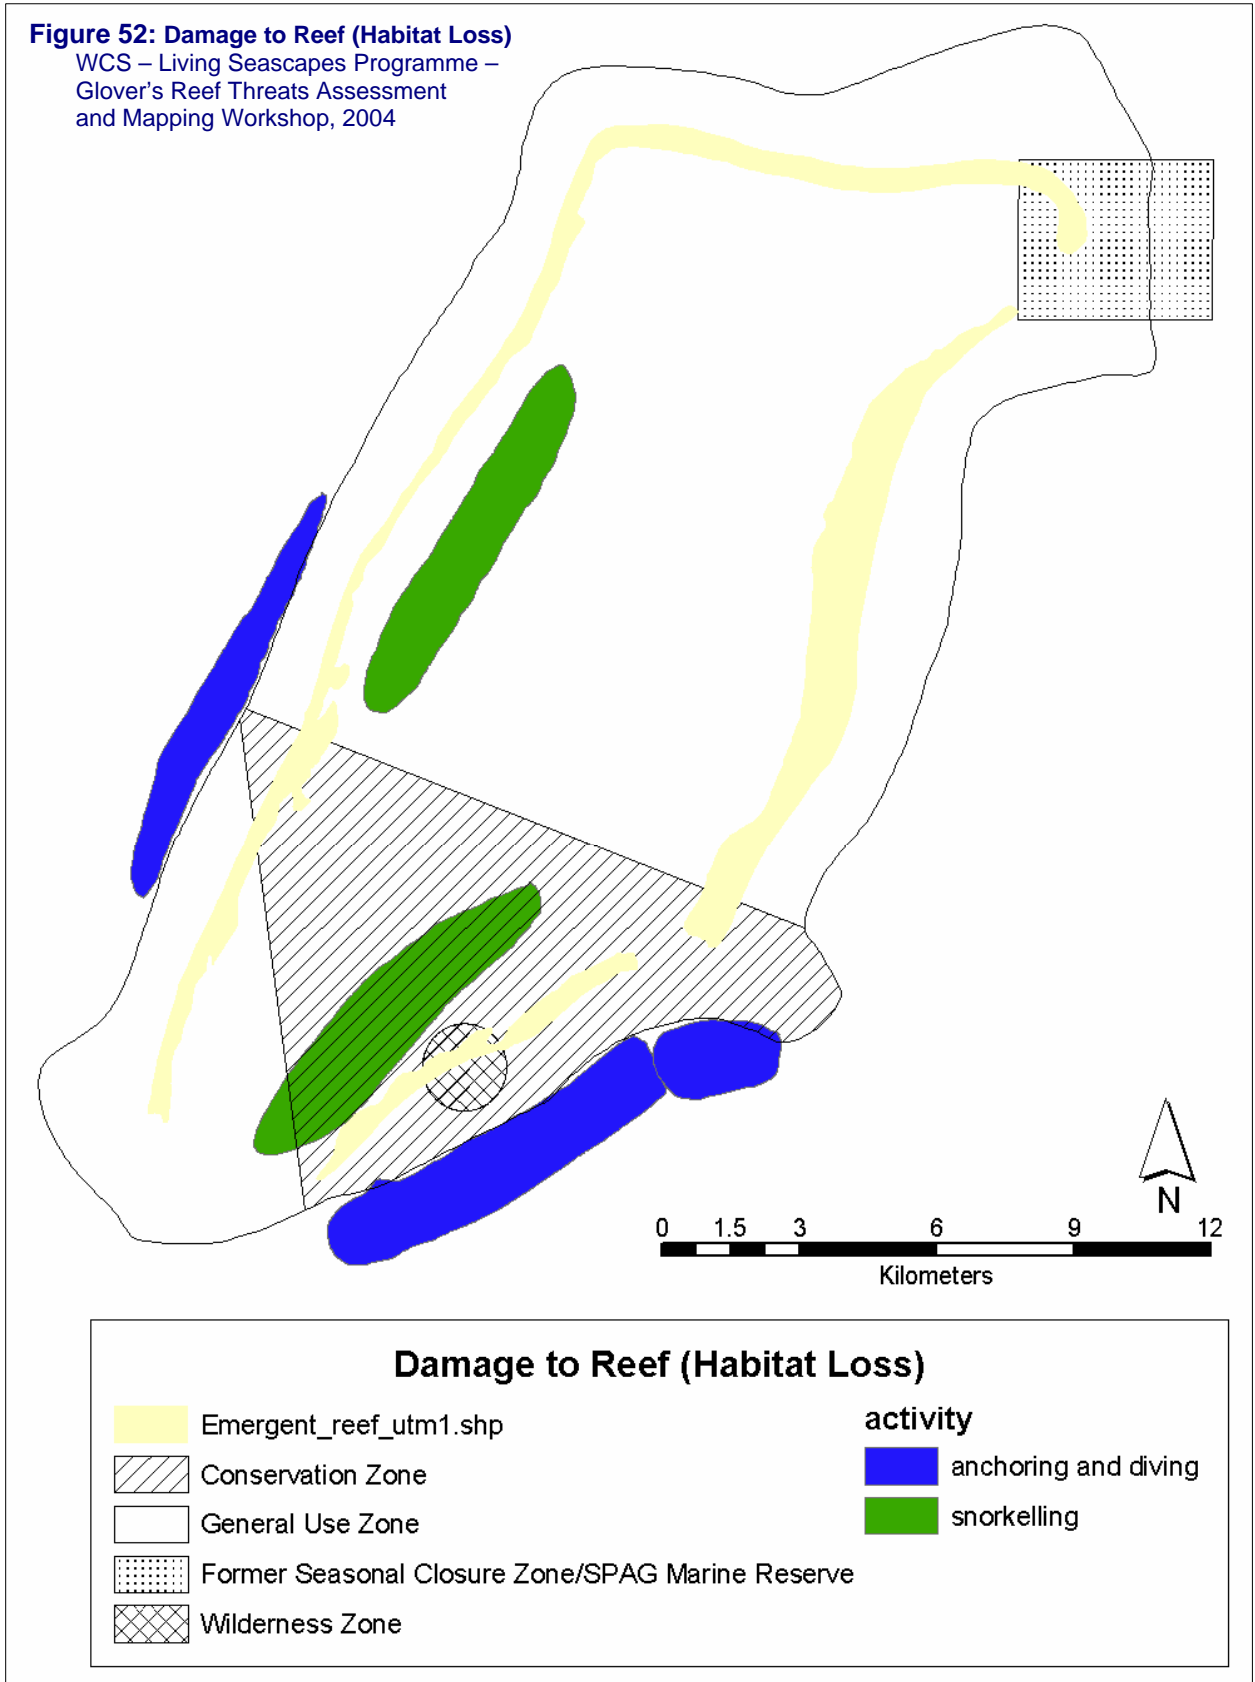 Figure 52: Damage to Reef (Habitat Loss)
WCS – Living Seascapes Programme –
Glover's Reef Threats Assessment
and Mapping Workshop, 2004
N
0 1.5 3 6 9 12
Kilometers
Damage to Reef (Habitat Loss)
Emergent_reef_utm1.shp
Conservation Zone
General Use Zone
Former Seasonal Closure Zone/SPAG Marine Reserve
Wilderness Zone
activity
anchoring and diving
snorkelling